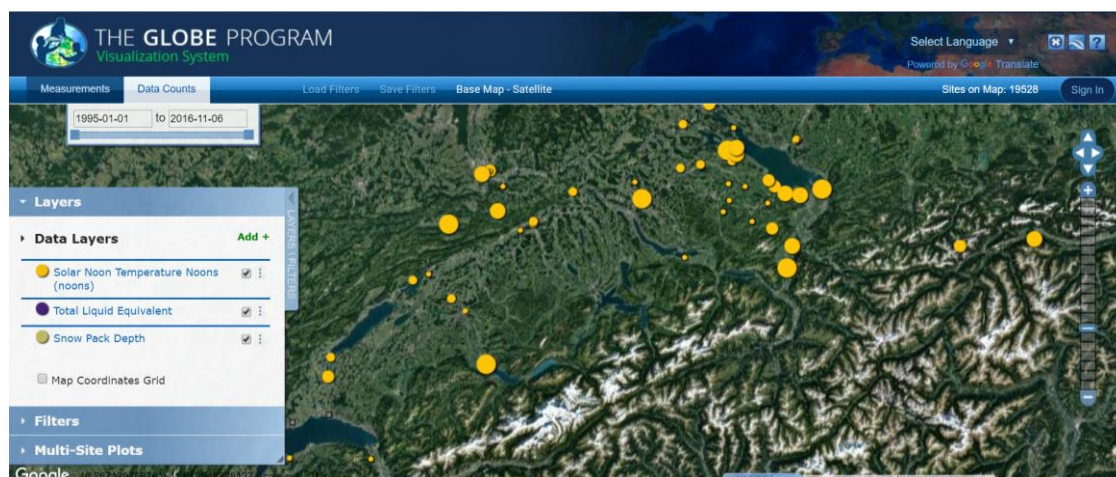 THE GLOBE PROGRAM
Visualization System
Select Language ▼
Powered by Google Translate
Measurements
Data Counts
Load Filters
Save Filters
Base Map - Satellite
Sites on Map: 19528
Sign In
1995-01-01 to 2016-11-06
Layers
LAYERS \ FILTERS
Data Layers
Add +
Solar Noon Temperature Noons
(noons)
Total Liquid Equivalent
Snow Pack Depth
Map Coordinates Grid
Filters
Multi-Site Plots
Google